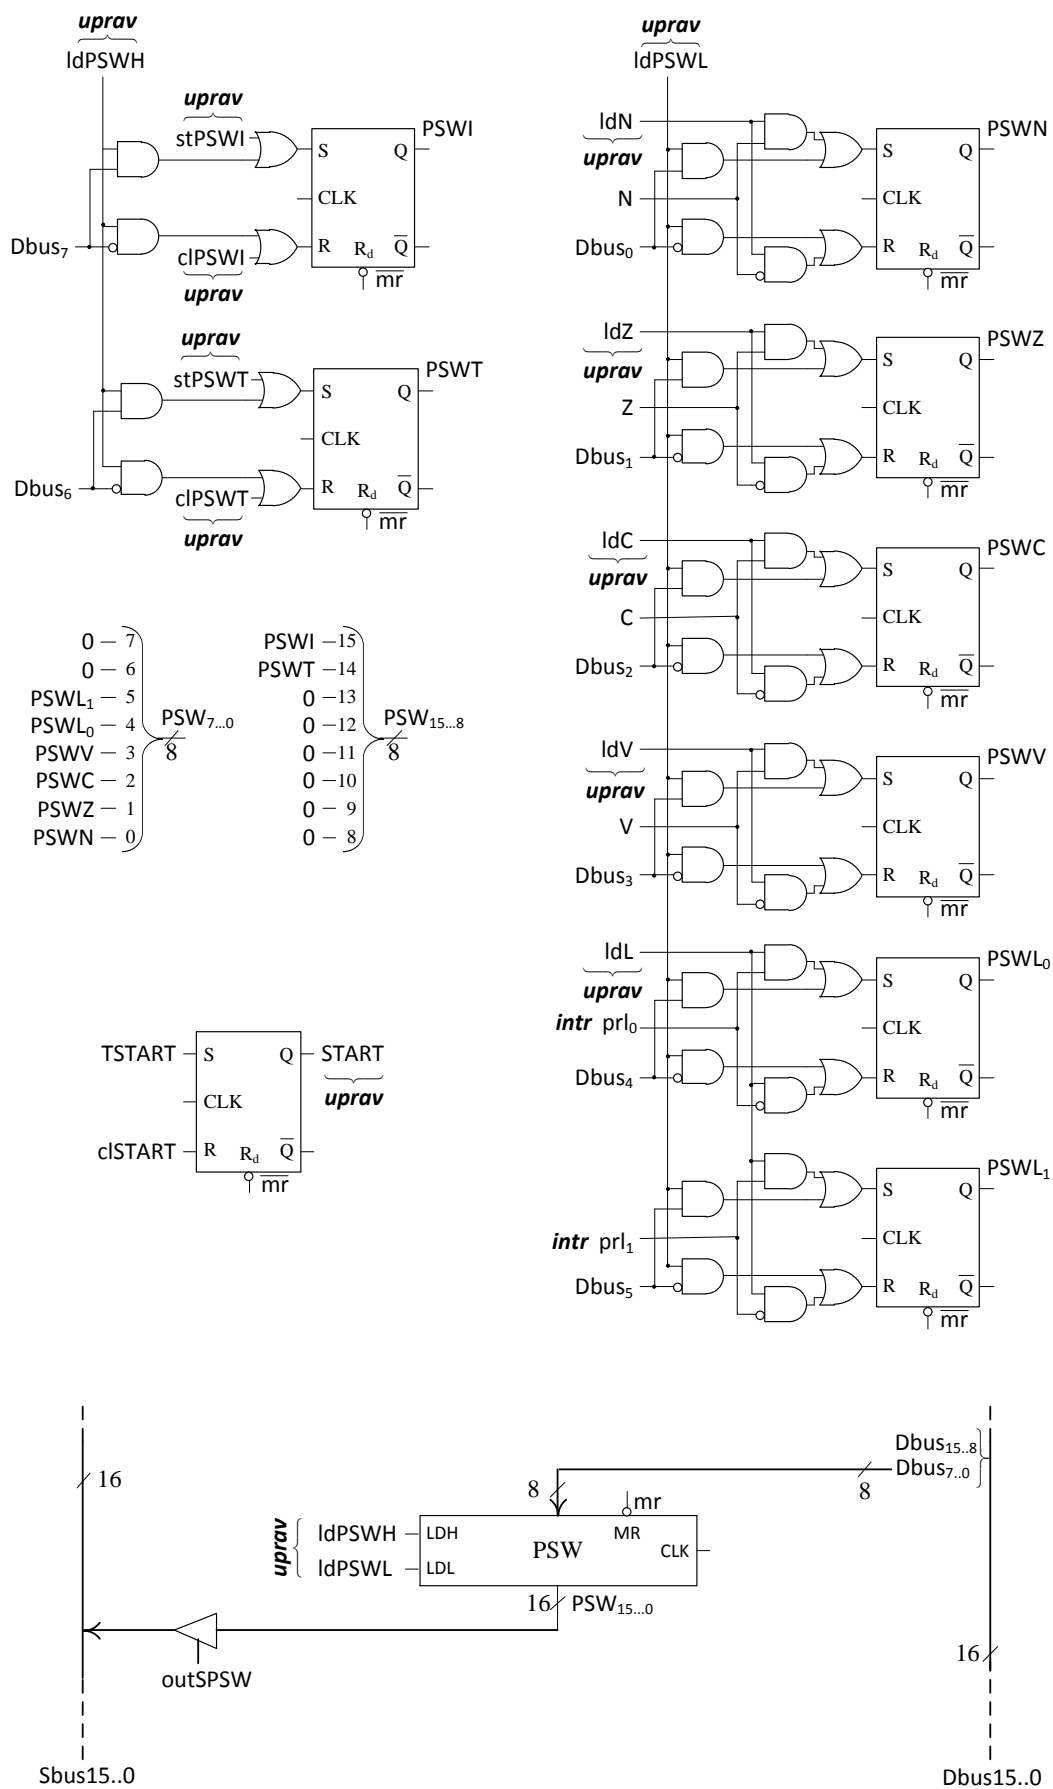 uprav
ldPSWH
uprav
stPSWI
PSWI
S
Q
CLK
Dbus7
clPSWI
R
Rd
Q
mr
uprav
uprav
stPSWT
PSWT
S
Q
CLK
Dbus6
clPSWT
R
Rd
Q
mr
uprav
0 7
0 6
PSWL1 5
PSWL0 4
PSWV 3
PSWC 2
PSWZ 1
PSWN 0
PSW7...0
8
PSWI 15
PSWT 14
0 13
0 12
0 11
0 10
0 9
0 8
PSW15...8
8
TSTART
S
Q
START
uprav
CLK
clSTART
R
Rd
Q
mr
uprav
ldPSWL
ldN
uprav
N
Dbus0
PSWN
S
Q
CLK
R
Rd
Q
mr
ldZ
uprav
Z
Dbus1
PSWZ
S
Q
CLK
R
Rd
Q
mr
ldC
uprav
C
Dbus2
PSWC
S
Q
CLK
R
Rd
Q
mr
ldV
uprav
V
Dbus3
PSWV
S
Q
CLK
R
Rd
Q
mr
ldL
uprav
intr prl0
Dbus4
PSWL0
S
Q
CLK
R
Rd
Q
mr
intr prl1
Dbus5
PSWL1
S
Q
CLK
R
Rd
Q
mr
16
Dbus15..8
Dbus7..0
8
8
mr
uprav
ldPSWH
LDH
MR
PSW
CLK
ldPSWL
LDL
16
PSW15...0
outSPSW
16
Sbus15..0
Dbus15..0